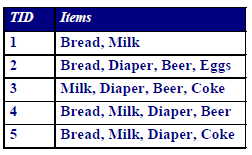 TID Items
1 Bread, Milk
2 Bread, Diaper, Beer, Eggs
3 Milk, Diaper, Beer, Coke
4 Bread, Milk, Diaper, Beer
5 Bread, Milk, Diaper, Coke